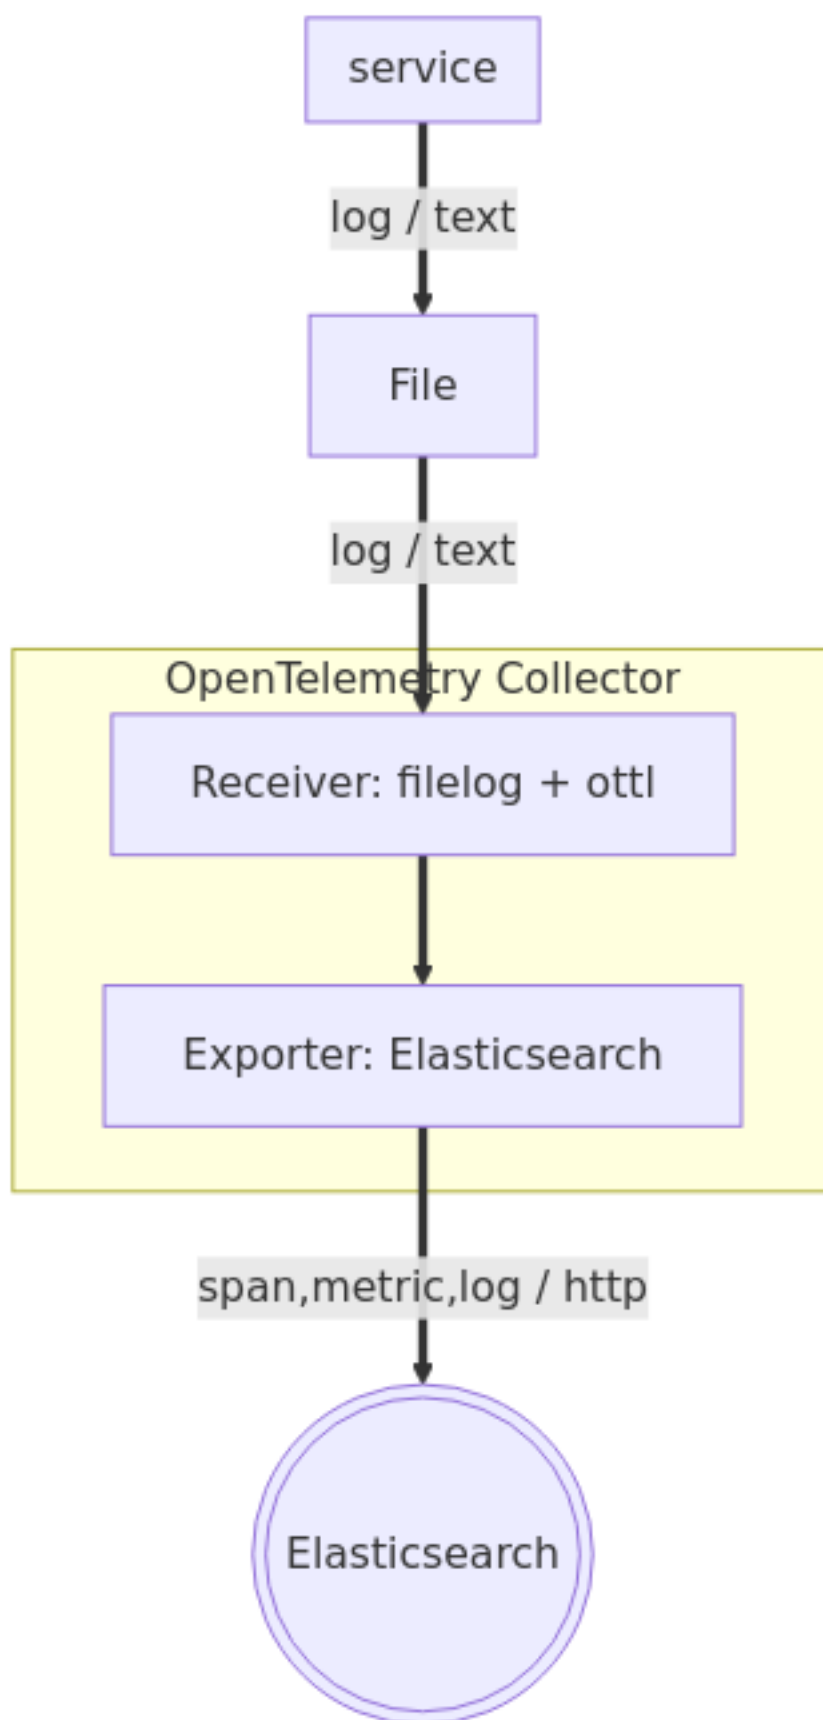 service
log / text
File
log / text
OpenTelemetry Collector
Receiver: filelog + ottl
Exporter: Elasticsearch
span,metric,log / http
Elasticsearch